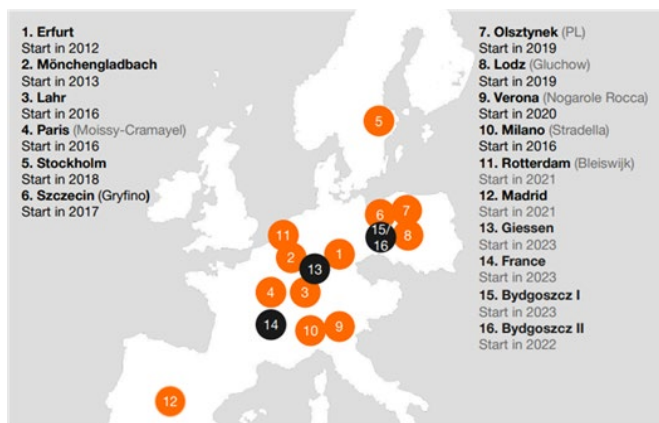 1. Erfurt
Start in 2012
2. Mönchengladbach
Start in 2013
3. Lahr
Start in 2016
4. Paris (Moissy-Cramayel)
Start in 2016
5. Stockholm
Start in 2018
6. Szczecin (Gryfino)
Start in 2017
7. Olsztynek (PL)
Start in 2019
8. Lodz (Gluchow)
Start in 2019
9. Verona (Nogarole Rocca)
Start in 2020
10. Milano (Stradella)
Start in 2016
11. Rotterdam (Bleiswijk)
Start in 2021
12. Madrid
Start in 2021
13. Giessen
Start in 2023
14. France
Start in 2023
15. Bydgoszcz I
Start in 2023
16. Bydgoszcz II
Start in 2022
5
6
7
15/
16
8
11
2
13
1
4
3
14
10
9
12